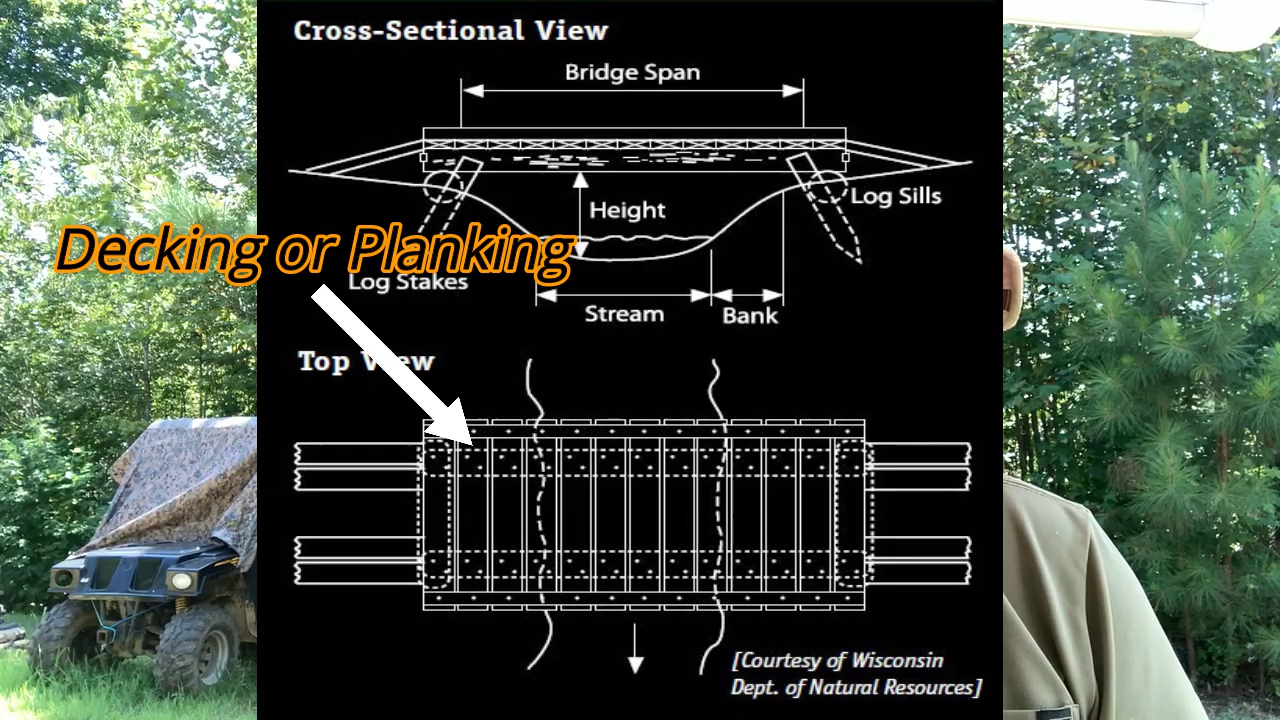 Cross-Sectional View
Bridge Span
Height
Log Sills
Decking or Planking
Log Stakes
Stream
Bank
Top View
[Courtesy of Wisconsin
Dept. of Natural Resources]